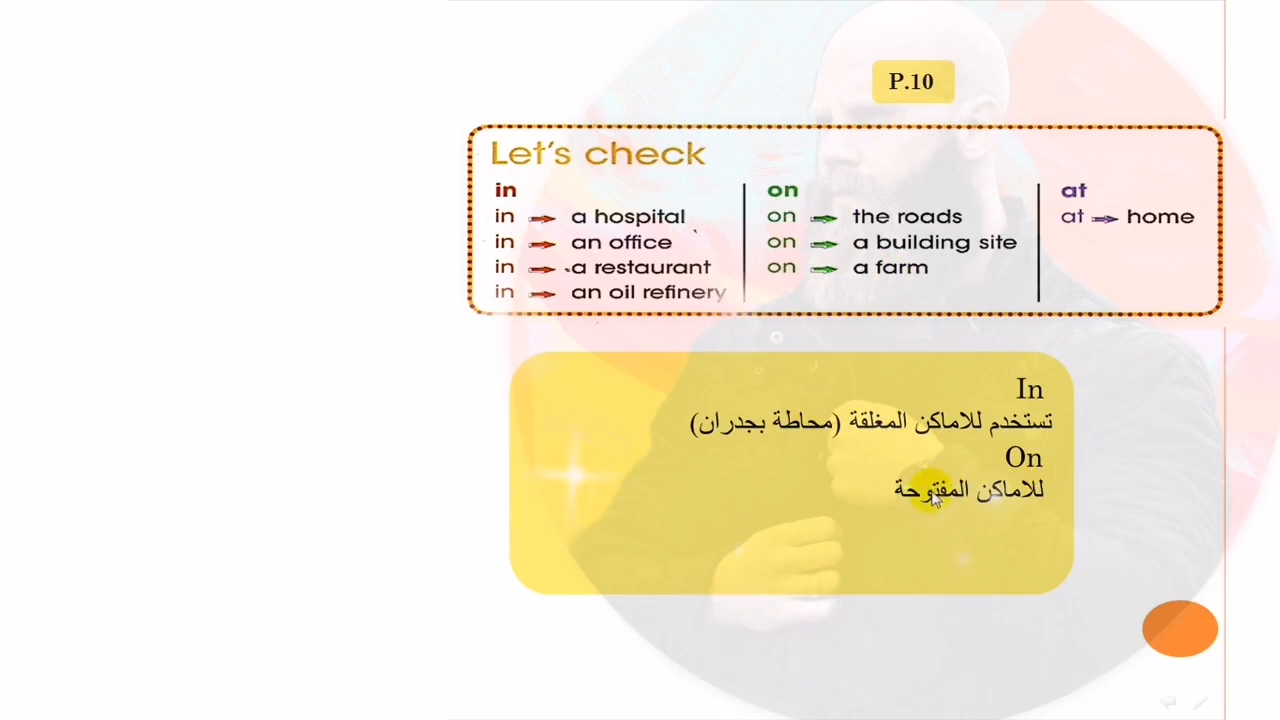 P.10
Let's check
in
in → a hospital
in → an office
in → a restaurant
in → an oil refinery
on
on → the roads
on → a building site
on → a farm
at
at → home
In
تستخدم للاماكن المغلقة (محاطة بجدران)
On
للاماكن المفتوحة